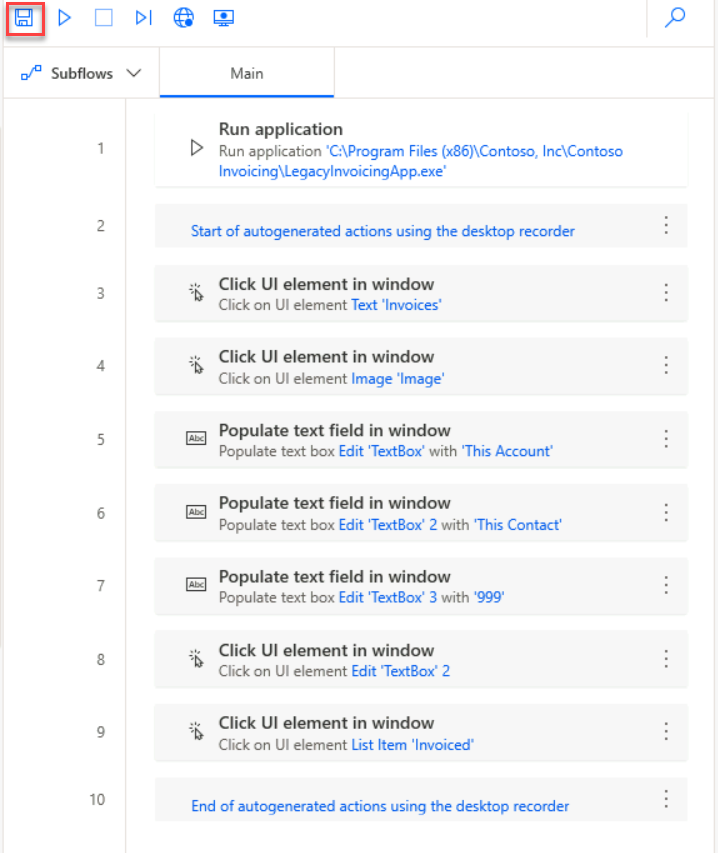 Subflows
Main
1
Run application
Run application 'C:\Program Files (x86)\Contoso, Inc\Contoso
Invoicing\LegacyInvoicingApp.exe'
2
Start of autogenerated actions using the desktop recorder
3
Click UI element in window
Click on UI element Text 'Invoices'
4
Click UI element in window
Click on UI element Image 'Image'
5
Abc
Populate text field in window
Populate text box Edit 'TextBox' with 'This Account'
6
Abc
Populate text field in window
Populate text box Edit 'TextBox' 2 with 'This Contact'
7
Abc
Populate text field in window
Populate text box Edit 'TextBox' 3 with '999'
8
Click UI element in window
Click on UI element Edit 'TextBox' 2
9
Click UI element in window
Click on UI element List Item 'Invoiced'
10
End of autogenerated actions using the desktop recorder